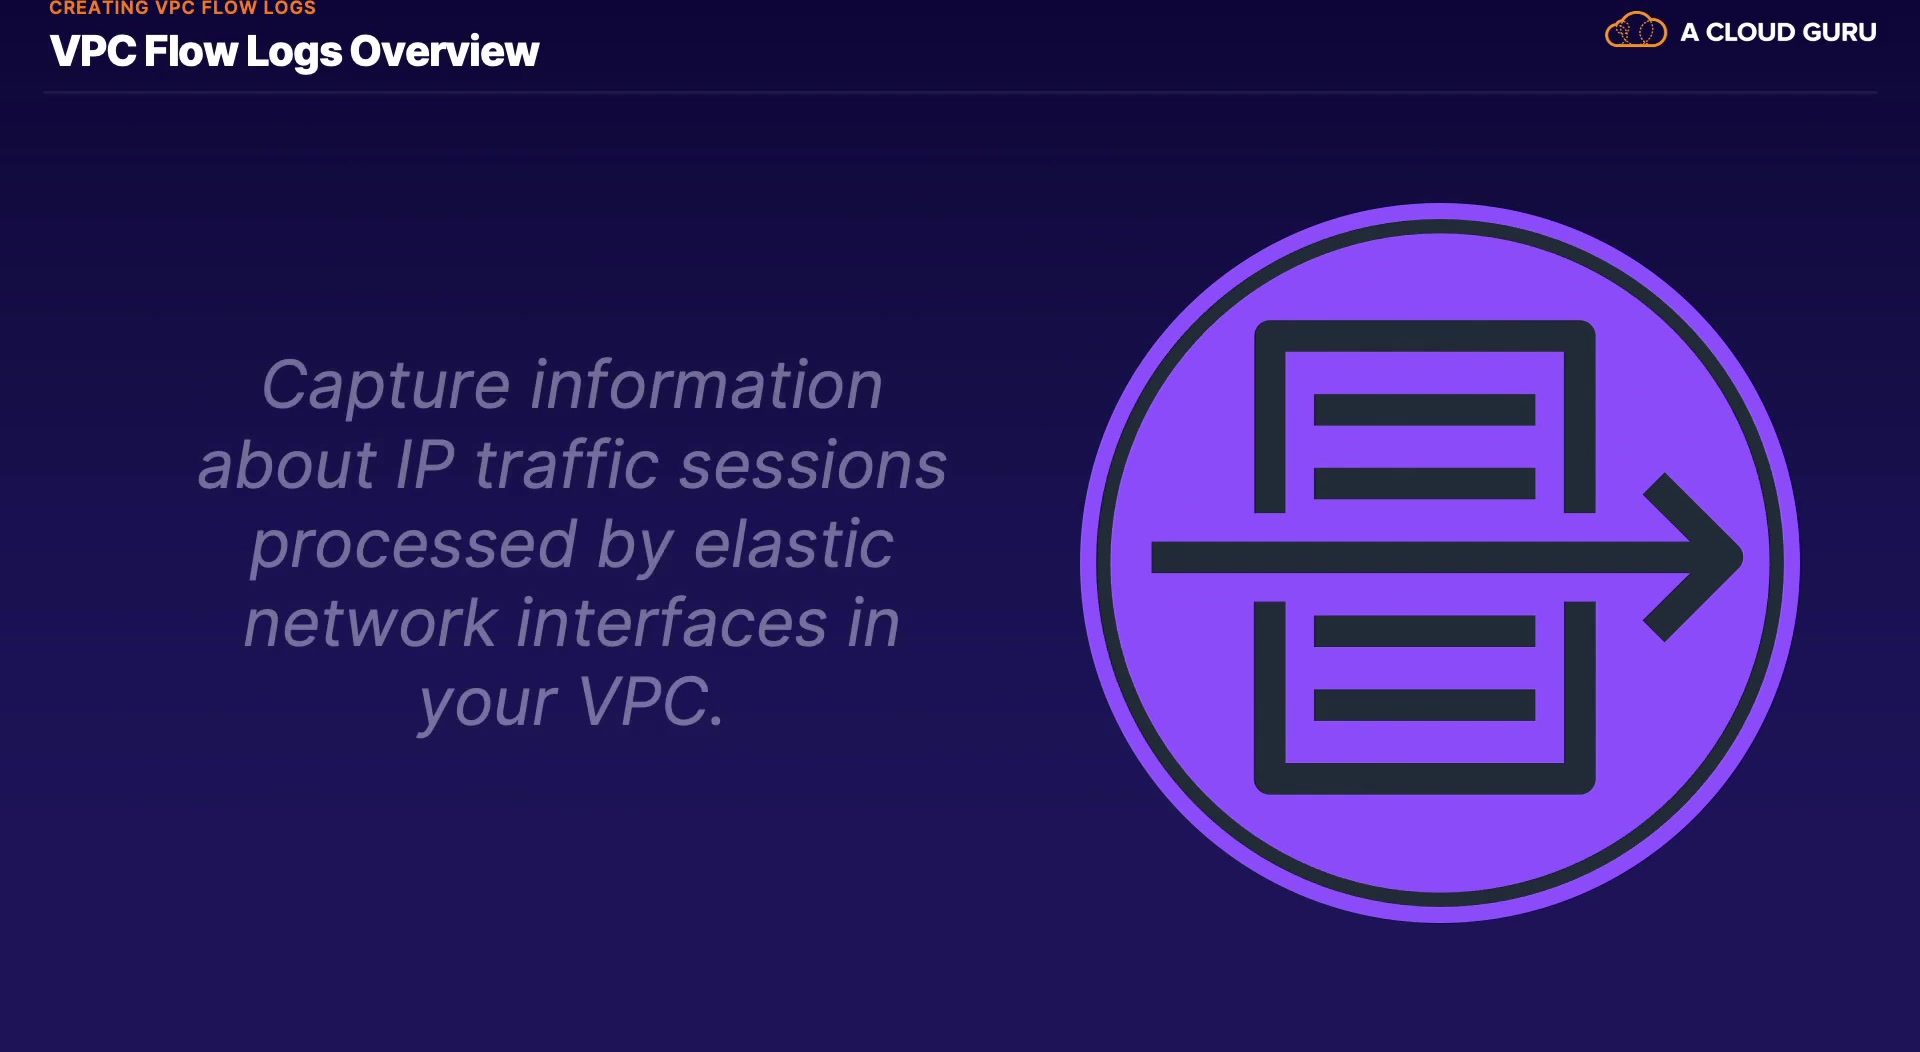 CREATING VPC FLOW LOGS
VPC Flow Logs Overview
A CLOUD GURU
Capture information
about IP traffic sessions
processed by elastic
network interfaces in
your VPC.